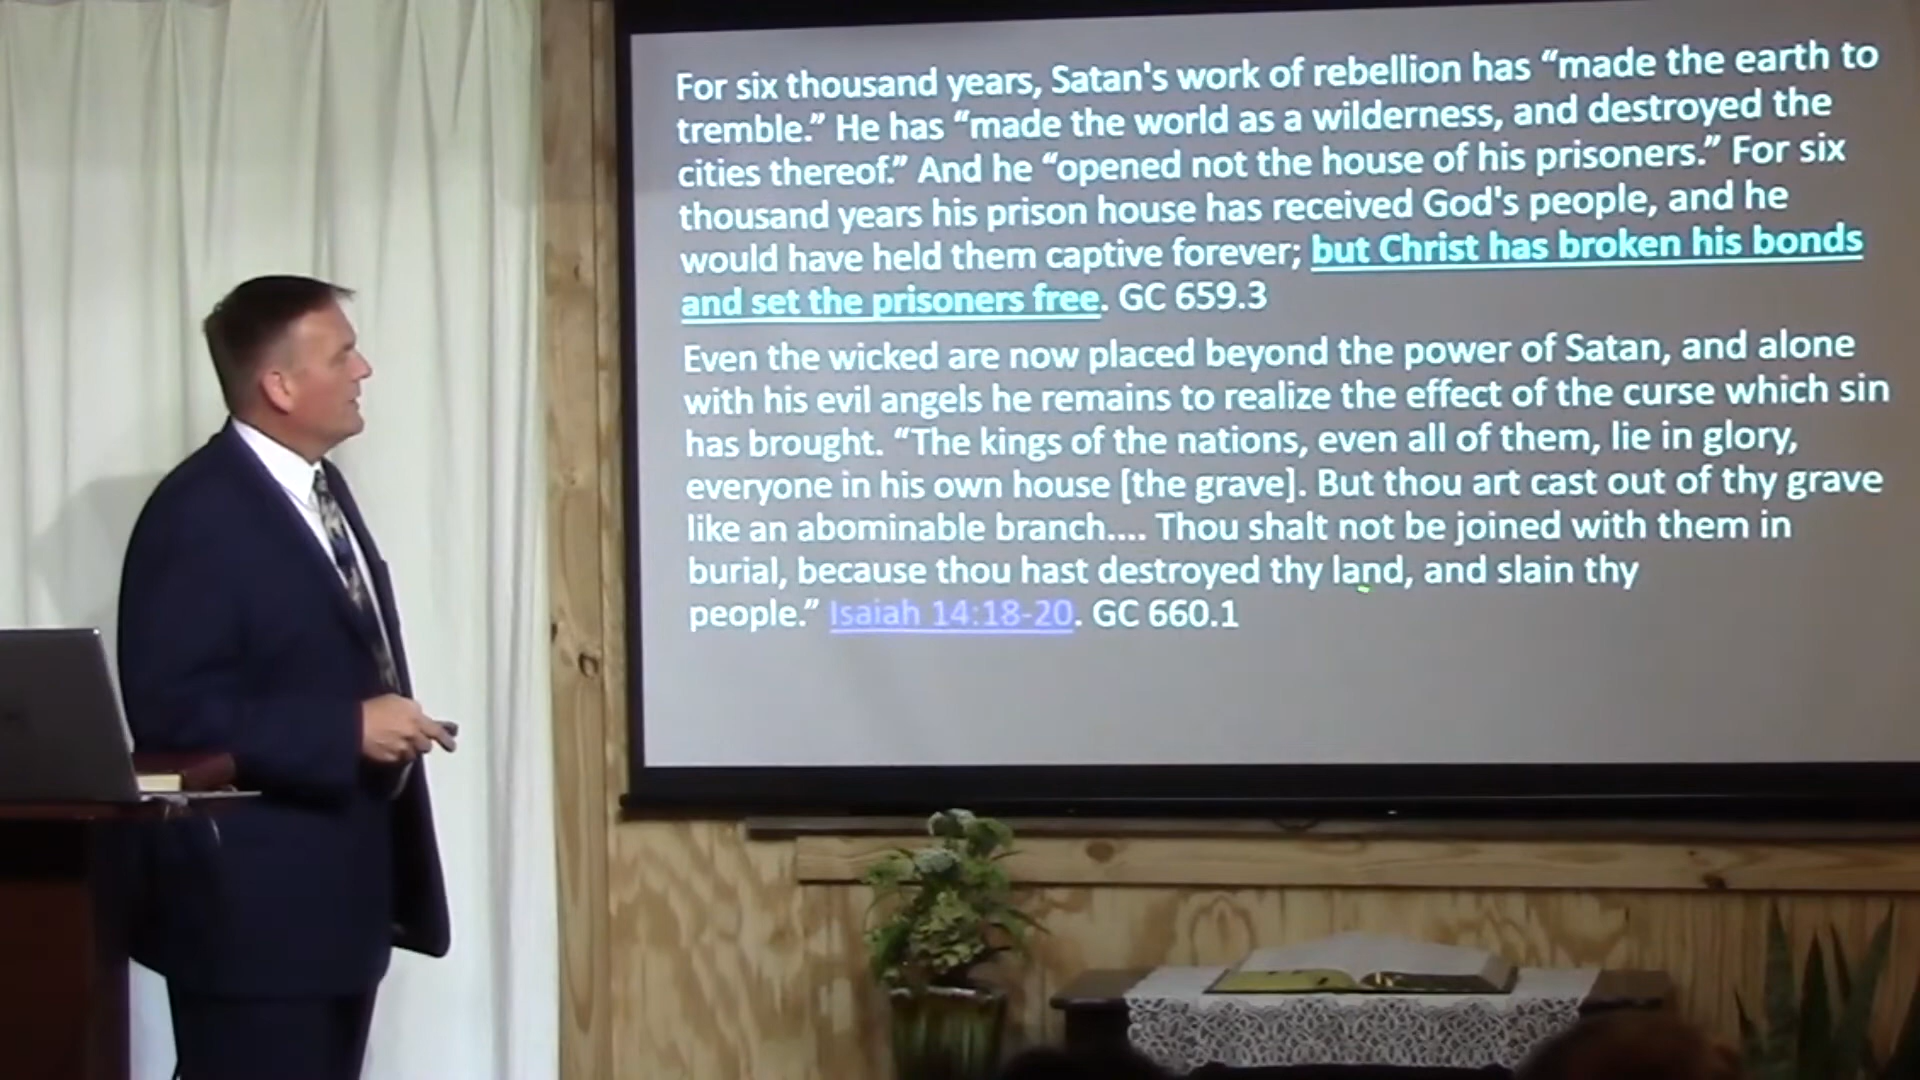 For six thousand years, Satan's work of rebellion has “made the earth to
tremble.” He has “made the world as a wilderness, and destroyed the
cities thereof.” And he “opened not the house of his prisoners.” For six
thousand years his prison house has received God's people, and he
would have held them captive forever; but Christ has broken his bonds
and set the prisoners free. GC 659.3
Even the wicked are now placed beyond the power of Satan, and alone
with his evil angels he remains to realize the effect of the curse which sin
has brought. “The kings of the nations, even all of them, lie in glory,
everyone in his own house [the grave]. But thou art cast out of thy grave
like an abominable branch.... Thou shalt not be joined with them in
burial, because thou hast destroyed thy land, and slain thy
people.” Isaiah 14:18-20. GC 660.1